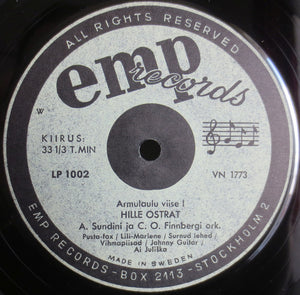 ALL RIGHTS RESERVED
emp
records
W
KIIRUS:
33 1/3 T.MIN
LP 1002
VN 1773
Armulaulu viise I
HILLE OSTRAT
A. Sundini ja C. O. Finnbergi ork.
Pusta-fox / Lili-Marlene / Surnud lehed /
Vihmapiisad / Johnny Guitar /
Ai Juliška
MADE IN SWEDEN
EMP RECORDS - BOX 2113 - STOCKHOLM 2